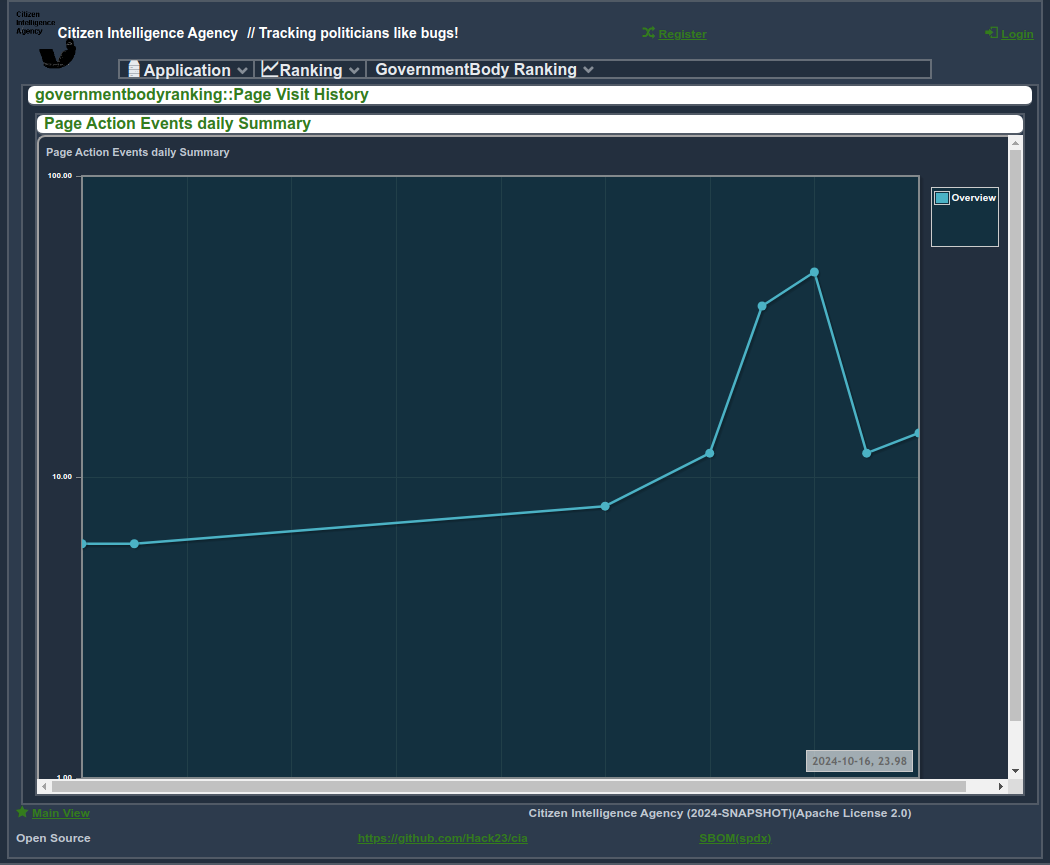 Citizen
Intelligence
Agency
Citizen Intelligence Agency // Tracking politicians like bugs!
Register
Login
Application
Ranking
GovernmentBody Ranking
governmentbodyranking::Page Visit History
Page Action Events daily Summary
Page Action Events daily Summary
100.00
Overview
10.00
2024-10-16, 23.98
1.00
Main View
Citizen Intelligence Agency (2024-SNAPSHOT)(Apache License 2.0)
Open Source
https://github.com/Hack23/cia
SBOM(spdx)